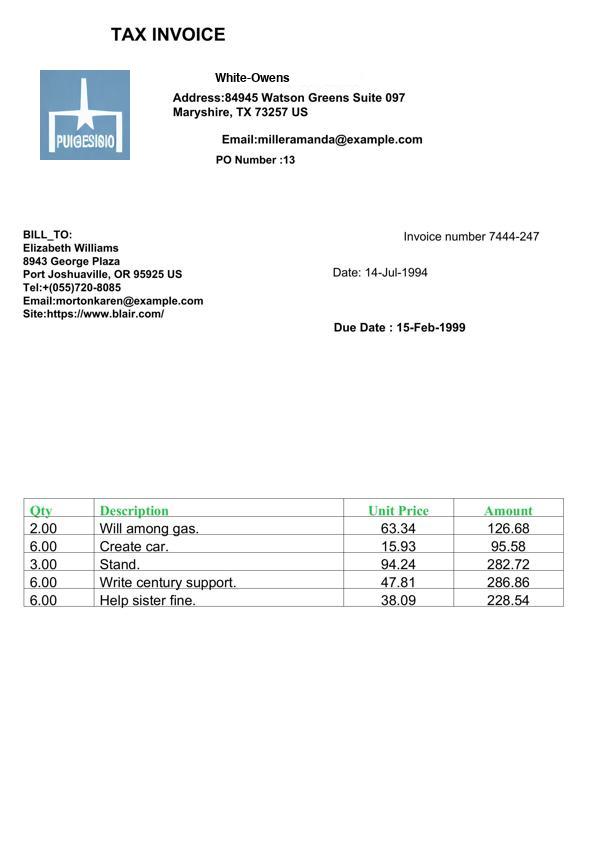 TAX INVOICE
White-Owens
Address:84945 Watson Greens Suite 097
Maryshire, TX 73257 US
PUIGESISIO
Email:milleramanda@example.com
PO Number :13
BILL_TO:
Elizabeth Williams
8943 George Plaza
Port Joshuaville, OR 95925 US
Tel:+(055)720-8085
Email:mortonkaren@example.com
Site:https://www.blair.com/
Invoice number 7444-247
Date: 14-Jul-1994
Due Date : 15-Feb-1999
Qty Description Unit Price Amount
2.00 Will among gas. 63.34 126.68
6.00 Create car. 15.93 95.58
3.00 Stand. 94.24 282.72
6.00 Write century support. 47.81 286.86
6.00 Help sister fine. 38.09 228.54